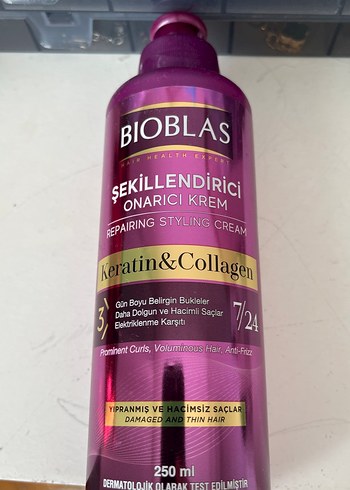 BIOBLAS
HAIR HEALTH EXPERT
ŞEKİLLENDİRİCİ
ONARICI KREM
REPAIRING STYLING CREAM
Keratin&Collagen
3
Gün Boyu Belirgin Bukleler
Daha Dolgun ve Hacimli Saçlar
Elektriklenme Karşıtı
7/24
Prominent Curls, Voluminous Hair, Anti-Frizz
YIPRANMIŞ VE HACİMSİZ SAÇLAR
DAMAGED AND THIN HAIR
250 ml
DERMATOLOJİK OLARAK TEST EDİLMİŞTİR